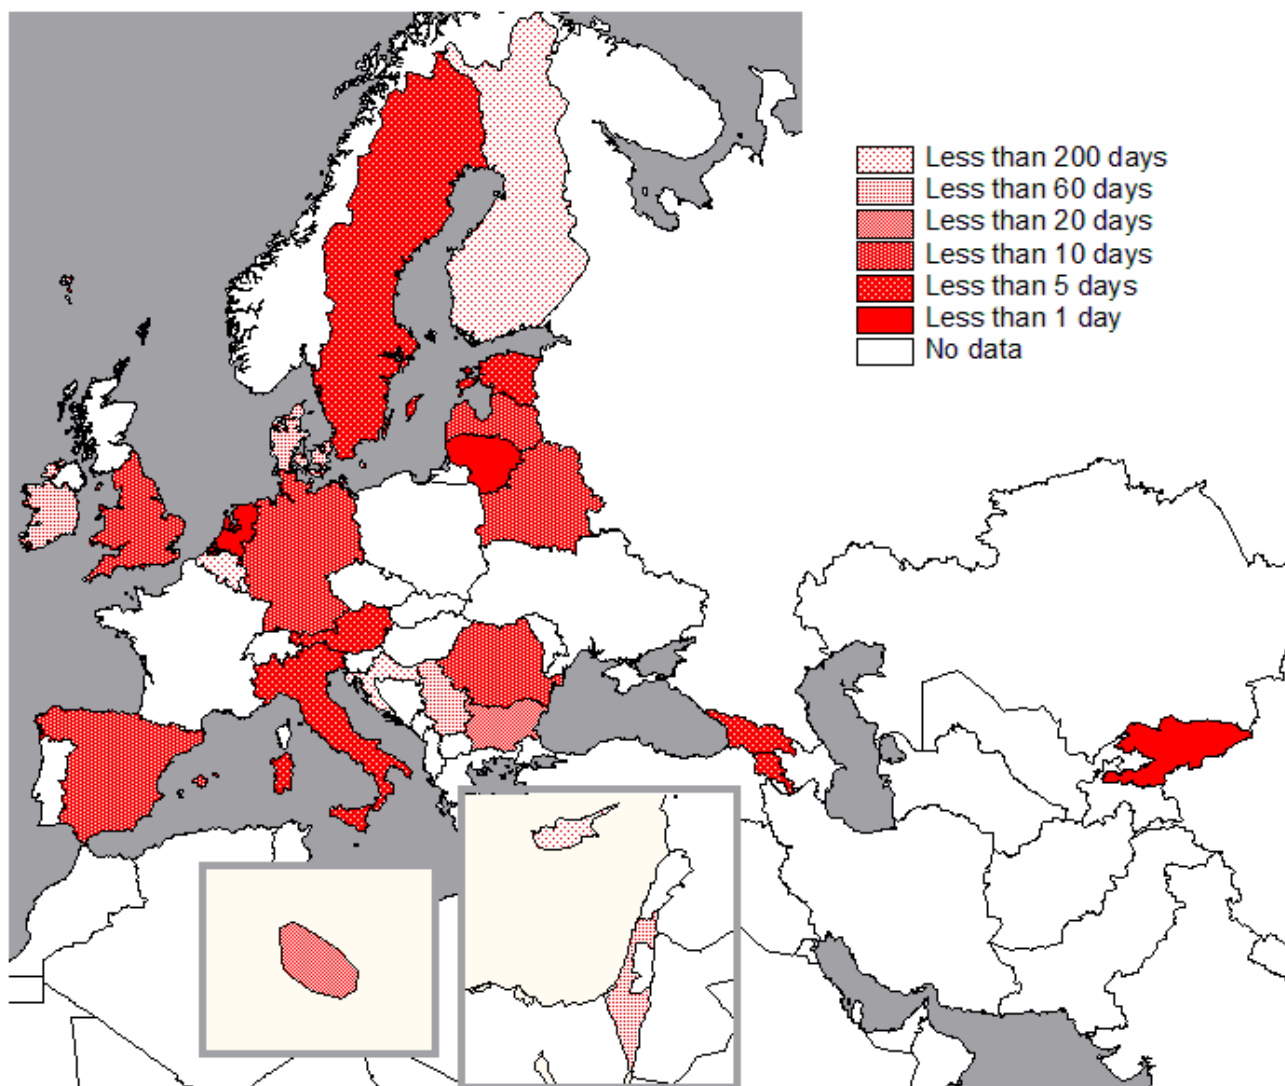 Less than 200 days
Less than 60 days
Less than 20 days
Less than 10 days
Less than 5 days
Less than 1 day
No data